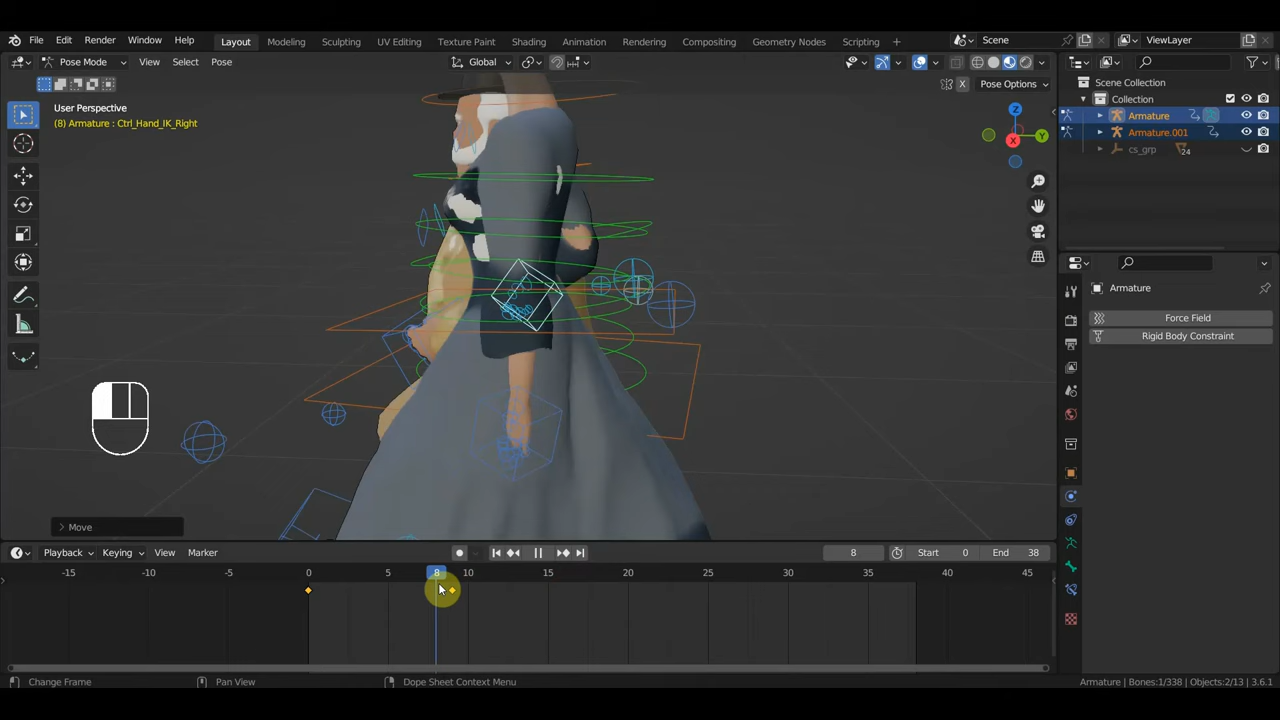 File Edit Render Window Help Layout Modeling Sculpting UV Editing Texture Paint Shading Animation Rendering Compositing Geometry Nodes Scripting + Scene ViewLayer
Pose Mode View Select Pose Global
X Pose Options
Scene Collection
Collection
Armature
Armature.001
cs_grp 24
User Perspective
(8) Armature : Ctrl_Hand_IK_Right
Z
Y
X
Armature
Force Field
Rigid Body Constraint
> Move
Playback Keying View Marker 8 Start 0 End 38
-15 -10 -5 0 5 8 10 15 20 25 30 35 40 45
Change Frame Pan View Dope Sheet Context Menu Armature | Bones:1/338 | Objects:2/13 | 3.6.1